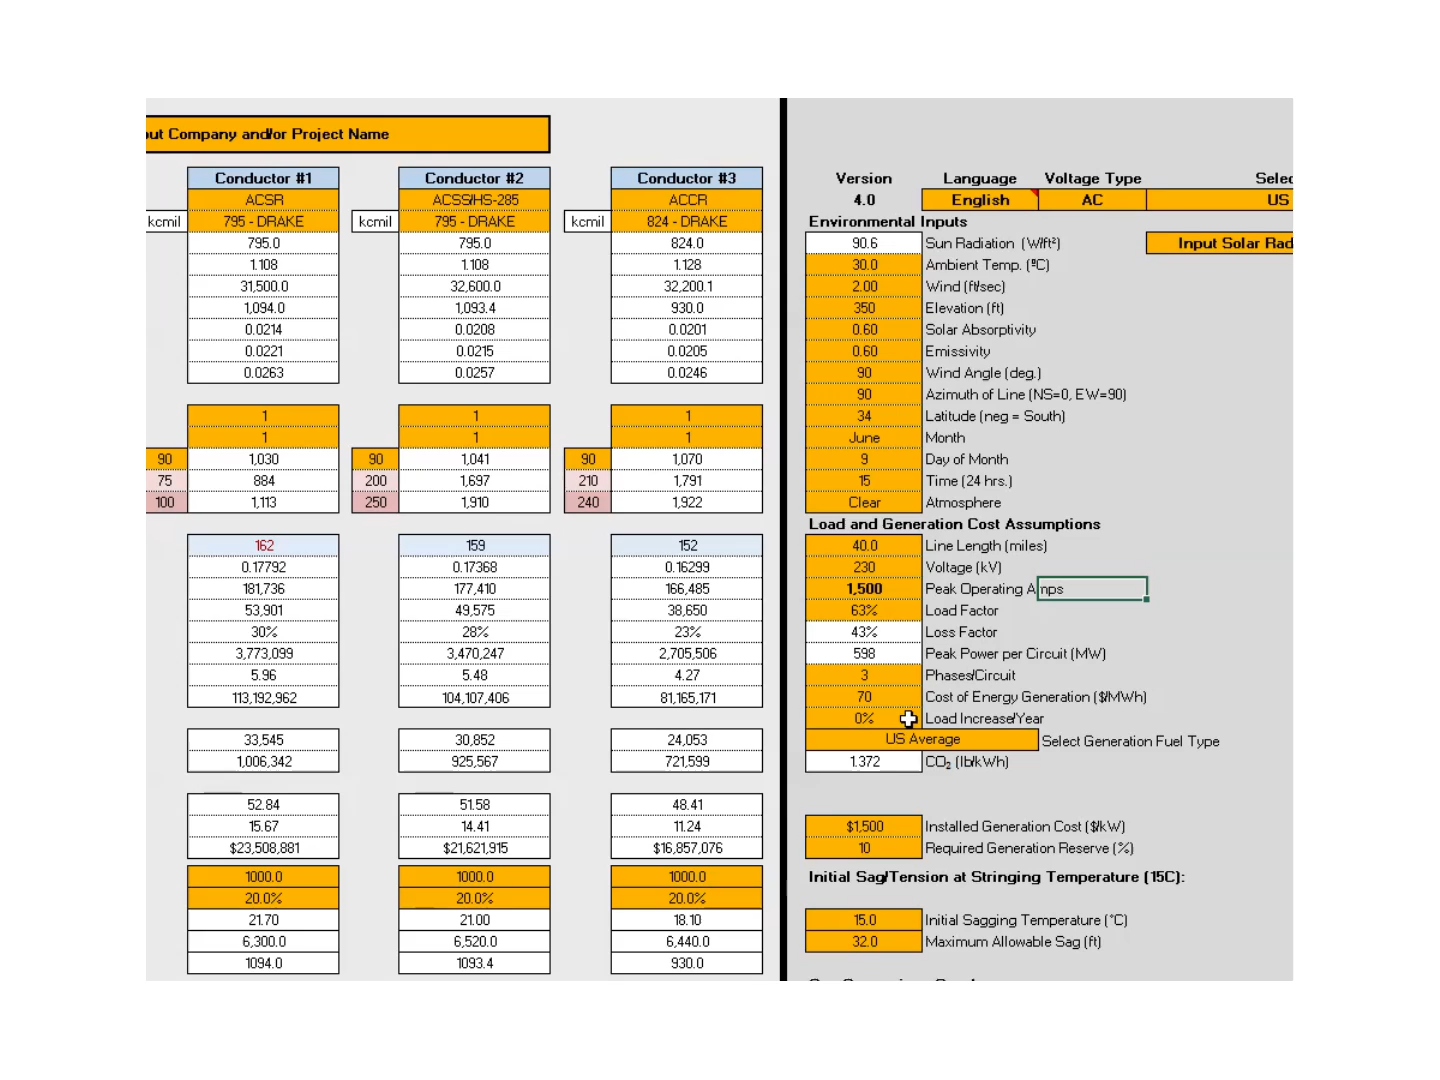 out Company and/or Project Name
Conductor #1 Conductor #2 Conductor #3 Version Language Voltage Type Selec
ACSR ACSS/HS-285 ACCR 4.0 English AC US
kcmil 795 - DRAKE kcmil 795 - DRAKE kcmil 824 - DRAKE Environmental Inputs
795.0 795.0 824.0 90.6 Sun Radiation (W/ft²) Input Solar Rad
1.108 1.108 1.128 30.0 Ambient Temp. (ºC)
31,500.0 32,600.0 32,200.1 2.00 Wind (ft/sec)
1,094.0 1,093.4 930.0 350 Elevation (ft)
0.0214 0.0208 0.0201 0.60 Solar Absorptivity
0.0221 0.0215 0.0205 0.60 Emissivity
0.0263 0.0257 0.0246 90 Wind Angle (deg.)
90 Azimuth of Line (NS=0, EW=90)
1 1 1 34 Latitude (neg = South)
1 1 1 June Month
90 1,030 90 1,041 90 1,070 9 Day of Month
75 884 200 1,697 210 1,791 15 Time (24 hrs.)
100 1,113 250 1,910 240 1,922 Clear Atmosphere
Load and Generation Cost Assumptions
162 159 152 40.0 Line Length (miles)
0.17792 0.17368 0.16299 230 Voltage (kV)
181,736 177,410 166,485 1,500 Peak Operating Amps
53,901 49,575 38,650 63% Load Factor
30% 28% 23% 43% Loss Factor
3,773,099 3,470,247 2,705,506 598 Peak Power per Circuit (MW)
5.96 5.48 4.27 3 Phases/Circuit
113,192,962 104,107,406 81,165,171 70 Cost of Energy Generation ($/MWh)
0% Load Increase/Year
33,545 30,852 24,053 US Average Select Generation Fuel Type
1,006,342 925,567 721,599 1.372 CO₂ (lb/kWh)
52.84 51.58 48.41
15.67 14.41 11.24 $1,500 Installed Generation Cost ($/kW)
$23,508,881 $21,621,915 $16,857,076 10 Required Generation Reserve (%)
1000.0 1000.0 1000.0 Initial Sag/Tension at Stringing Temperature (15C):
20.0% 20.0% 20.0%
21.70 21.00 18.10 15.0 Initial Sagging Temperature (°C)
6,300.0 6,520.0 6,440.0 32.0 Maximum Allowable Sag (ft)
1094.0 1093.4 930.0